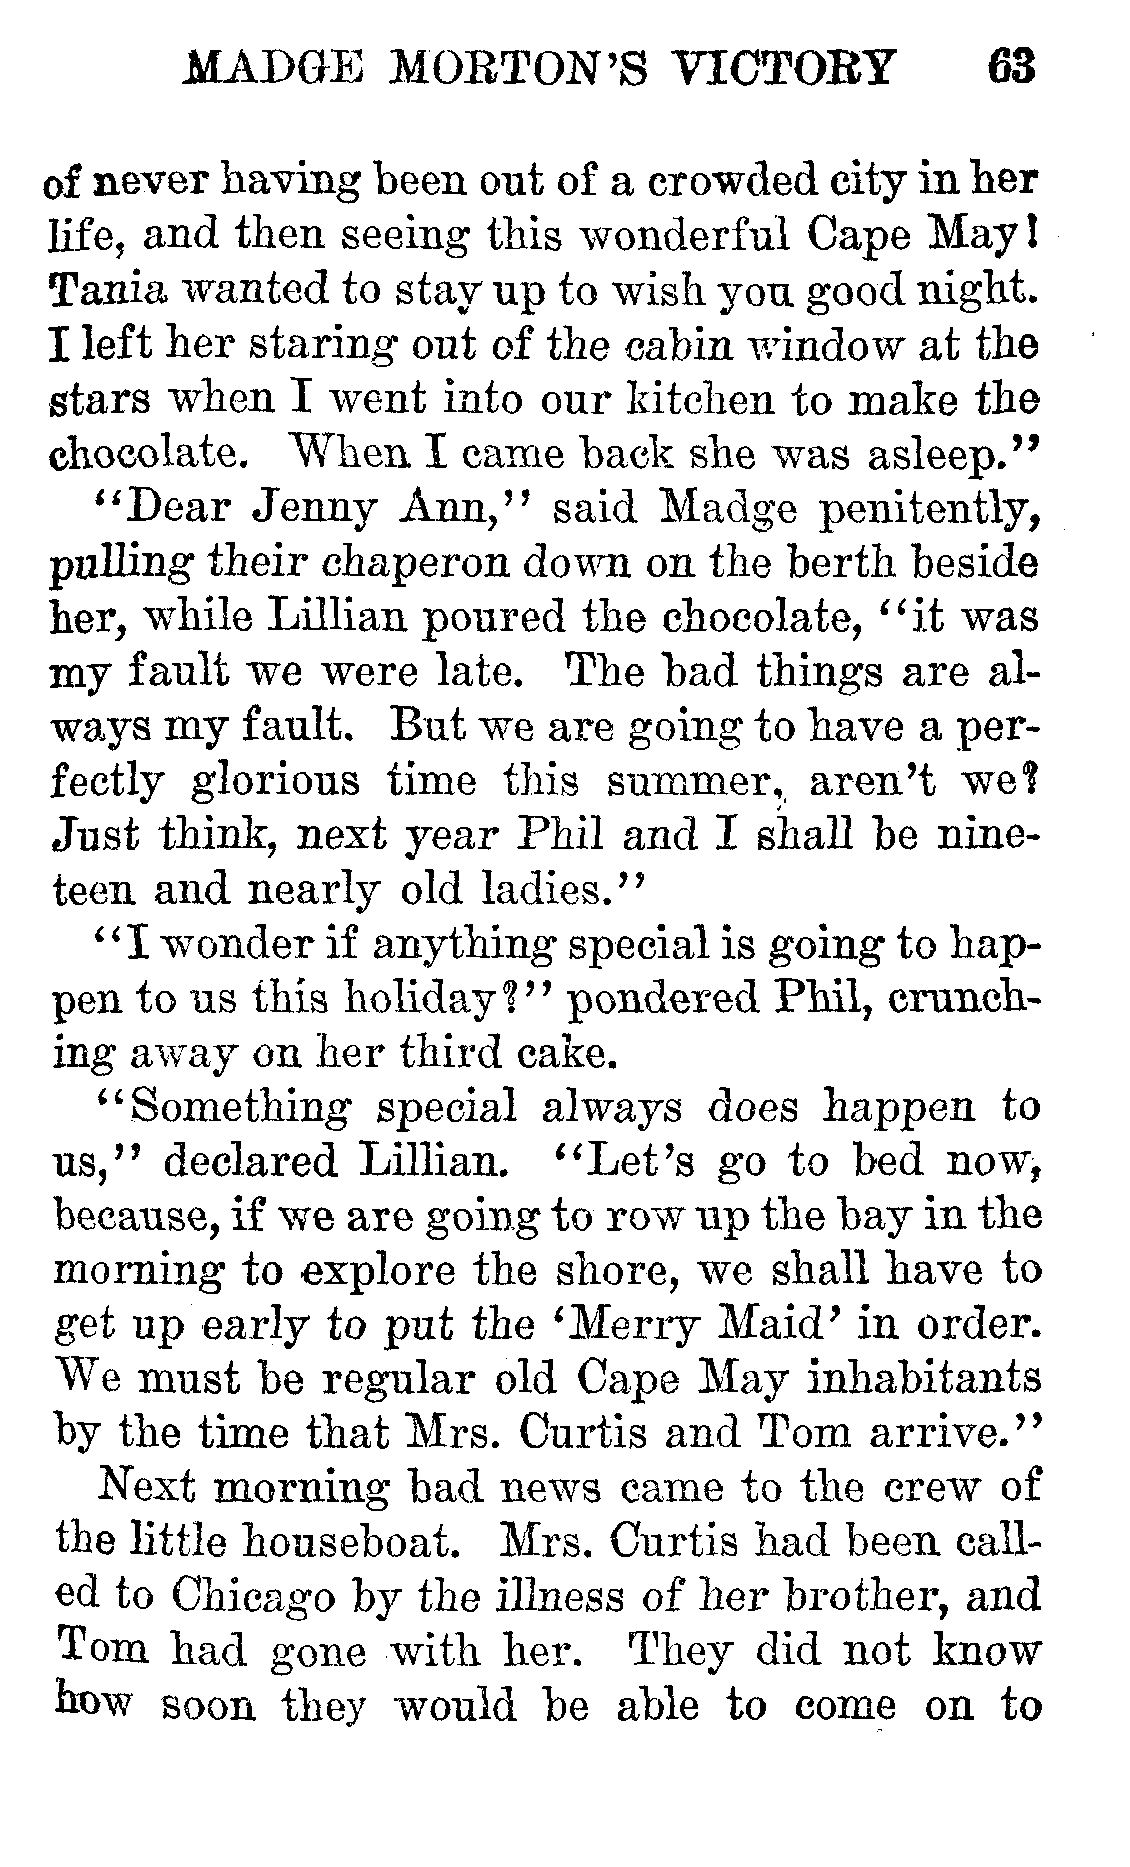 MADGE MORTON'S VICTORY 63
of never having been out of a crowded city in her
life, and then seeing this wonderful Cape May!
Tania wanted to stay up to wish you good night.
I left her staring out of the cabin window at the
stars when I went into our kitchen to make the
chocolate. When I came back she was asleep."
"Dear Jenny Ann," said Madge penitently,
pulling their chaperon down on the berth beside
her, while Lillian poured the chocolate, "it was
my fault we were late. The bad things are al-
ways my fault. But we are going to have a per-
fectly glorious time this summer, aren't we?
Just think, next year Phil and I shall be nine-
teen and nearly old ladies."
"I wonder if anything special is going to hap-
pen to us this holiday?" pondered Phil, crunch-
ing away on her third cake.
"Something special always does happen to
us," declared Lillian. "Let's go to bed now,
because, if we are going to row up the bay in the
morning to explore the shore, we shall have to
get up early to put the 'Merry Maid' in order.
We must be regular old Cape May inhabitants
by the time that Mrs. Curtis and Tom arrive."
Next morning bad news came to the crew of
the little houseboat. Mrs. Curtis had been call-
ed to Chicago by the illness of her brother, and
Tom had gone with her. They did not know
how soon they would be able to come on to